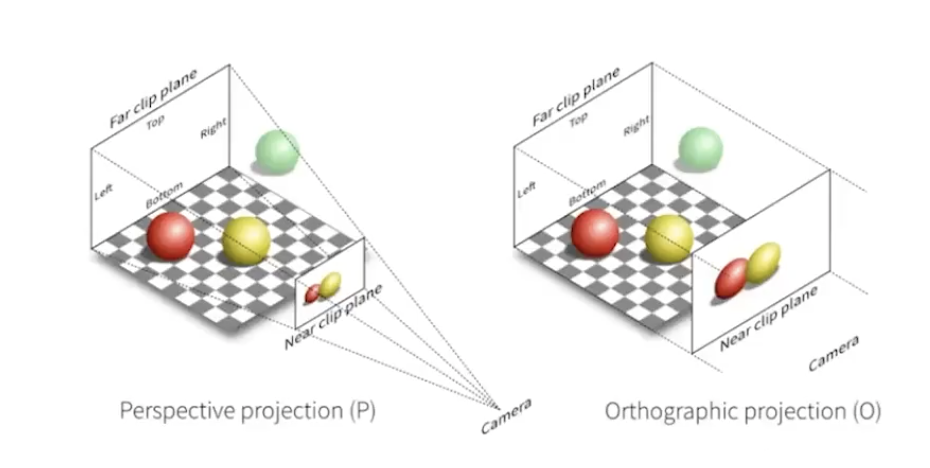 Far clip plane
Top
Right
Left
Bottom
Near clip plane
Camera
Perspective projection (P)
Far clip plane
Top
Right
Left
Bottom
Near clip plane
Camera
Orthographic projection (O)